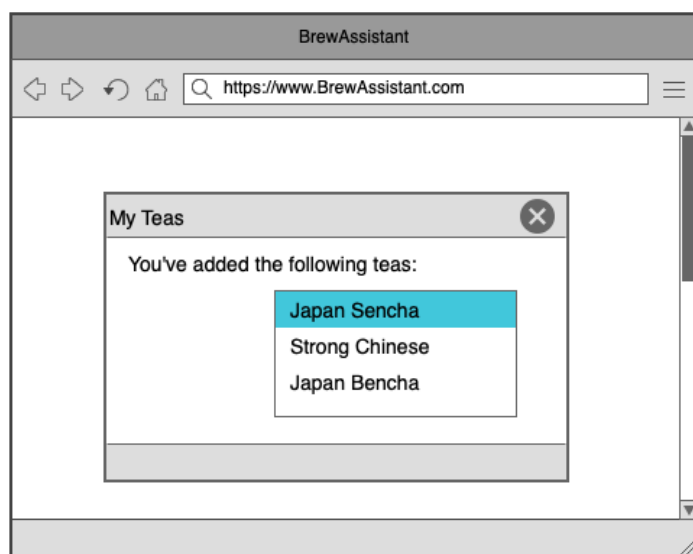 BrewAssistant
https://www.BrewAssistant.com
My Teas
You've added the following teas:
Japan Sencha
Strong Chinese
Japan Bencha